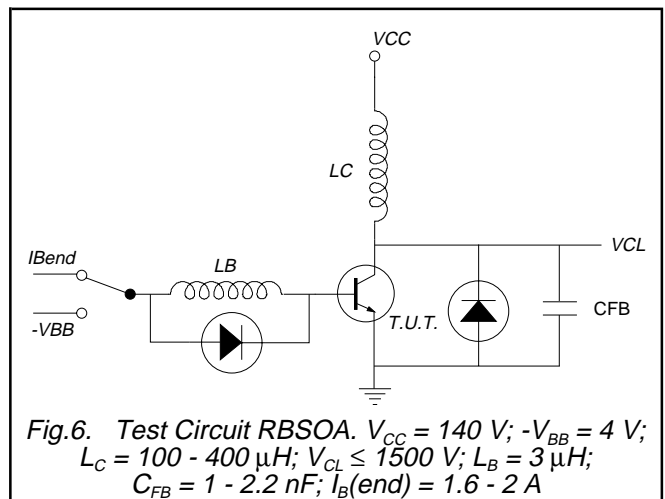 VCC
LC
IBend
LB
VCL
-VBB
T.U.T.
CFB
Fig.6. Test Circuit RBSOA. VCC = 140 V; -VBB = 4 V;
LC = 100 - 400 μH; VCL ≤ 1500 V; LB = 3 μH;
CFB = 1 - 2.2 nF; IB(end) = 1.6 - 2 A